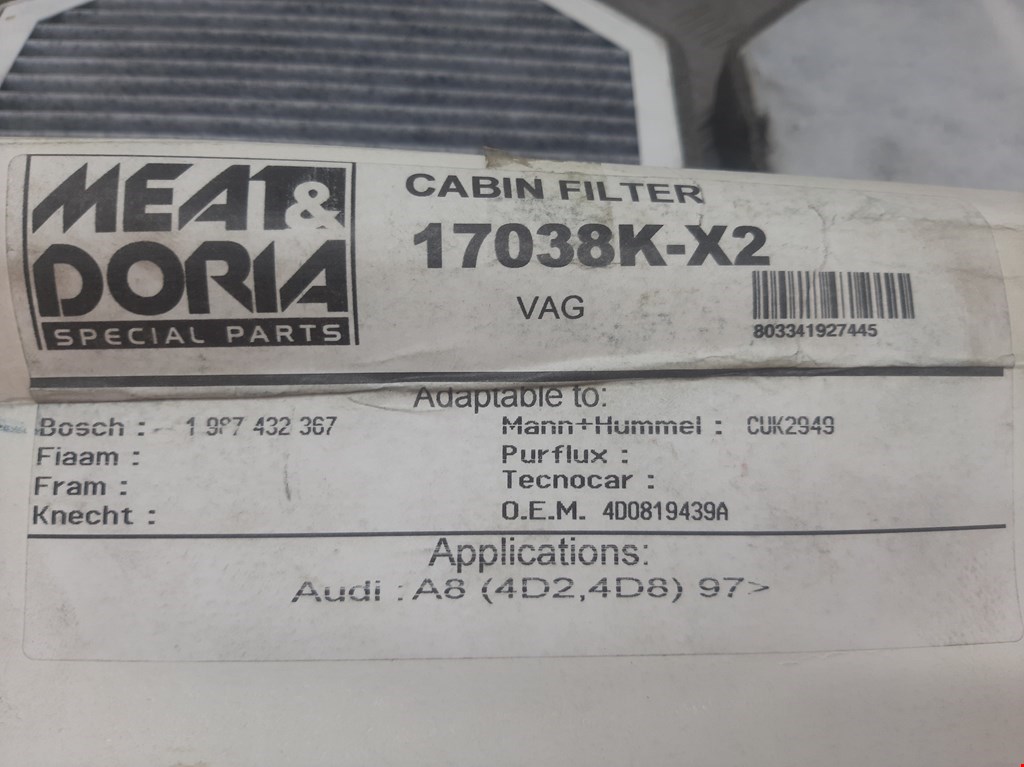 MEAT&
DORIA
SPECIAL PARTS
CABIN FILTER
17038K-X2
VAG
803341927445
Adaptable to:
Bosch : 1 987 432 367
Fiaam :
Fram :
Knecht :
Mann+Hummel : CUK2949
Purflux :
Tecnocar :
O.E.M. 4D0819439A
Applications:
Audi : A8 (4D2,4D8) 97>